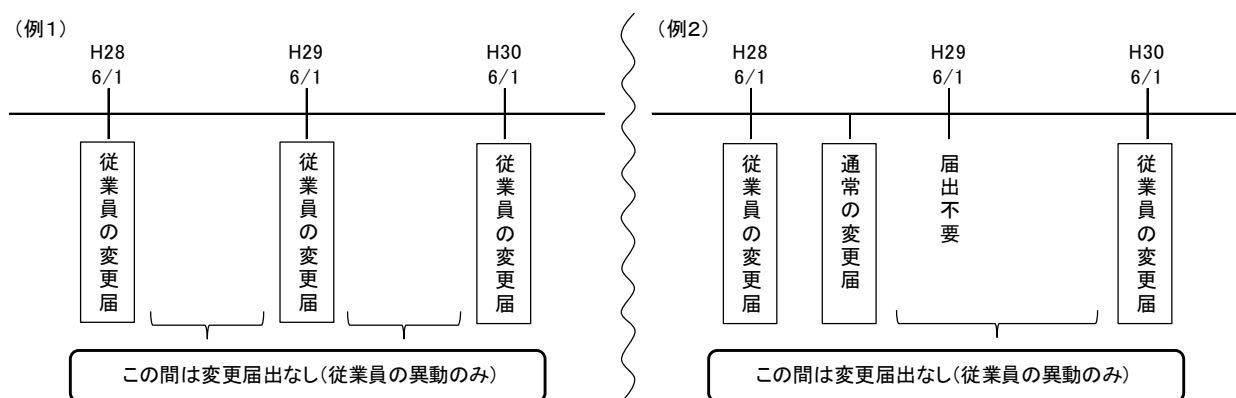 (例1)
H28
6/1
H29
6/1
H30
6/1
従業員の変更届
従業員の変更届
従業員の変更届
この間は変更届出なし(従業員の異動のみ)
(例2)
H28
6/1
H29
6/1
H30
6/1
従業員の変更届
通常の変更届
届出不要
従業員の変更届
この間は変更届出なし(従業員の異動のみ)